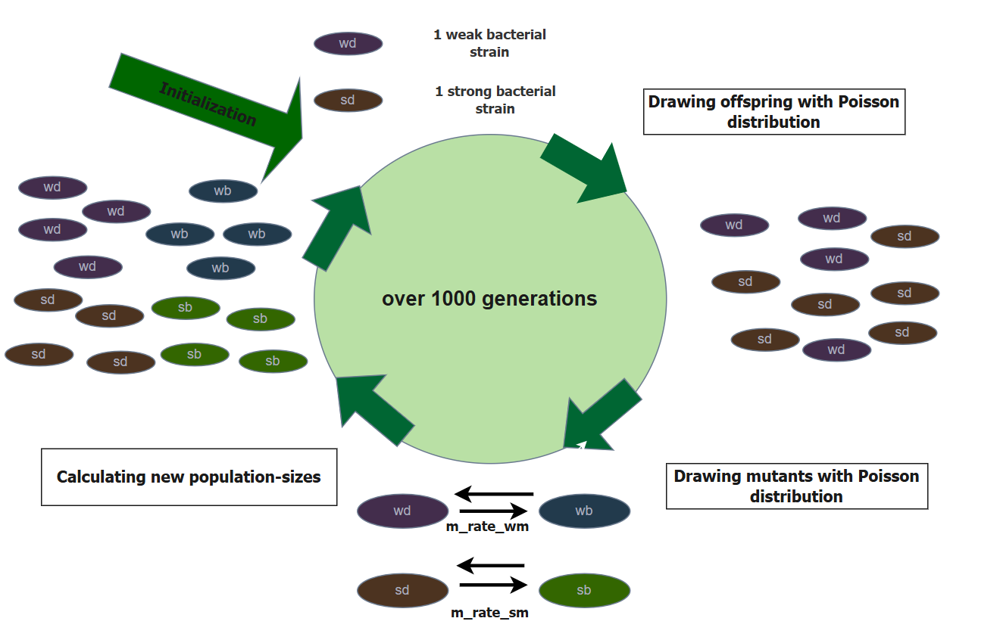 wd
1 weak bacterial
strain
sd
1 strong bacterial
strain
Initialization
Drawing offspring with Poisson
distribution
wd
wd
sd
wd
sd
sd
sd
sd
sd
wd
over 1000 generations
Drawing mutants with Poisson
distribution
wd
wb
m_rate_wm
sd
sb
m_rate_sm
Calculating new population-sizes
wd
wb
wd
wd
wb
wb
wd
wb
sd
sd
sb
sb
sd
sd
sb
sb